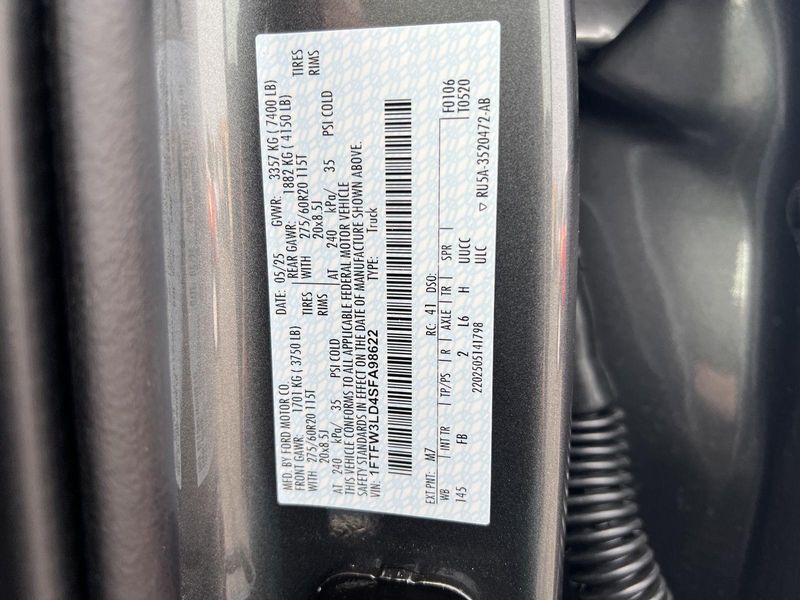 MFD. BY FORD MOTOR CO.
DATE: 05/25 GVWR: 3357 KG ( 7400 LB)
FRONT GAWR: 1701 KG ( 3750 LB) REAR GAWR: 1882 KG ( 4150 LB)
WITH 275/60R20 115T TIRES WITH 275/60R20 115T TIRES
20x8.5J RIMS 20x8.5J RIMS
AT 240 kPa/ 35 PSI COLD AT 240 kPa/ 35 PSI COLD
THIS VEHICLE CONFORMS TO ALL APPLICABLE FEDERAL MOTOR VEHICLE
SAFETY STANDARDS IN EFFECT ON THE DATE OF MANUFACTURE SHOWN ABOVE.
VIN: 1FTFW3LD4SFA98622 TYPE: Truck
EXT PNT: M7 RC: 41 DSO: F0106
WB INT TR TP/PS R AXLE TR SPR T0520
145 FB 2 L6 H UUCC
2202505141798 ULC ▽ RU5A-3520472-AB